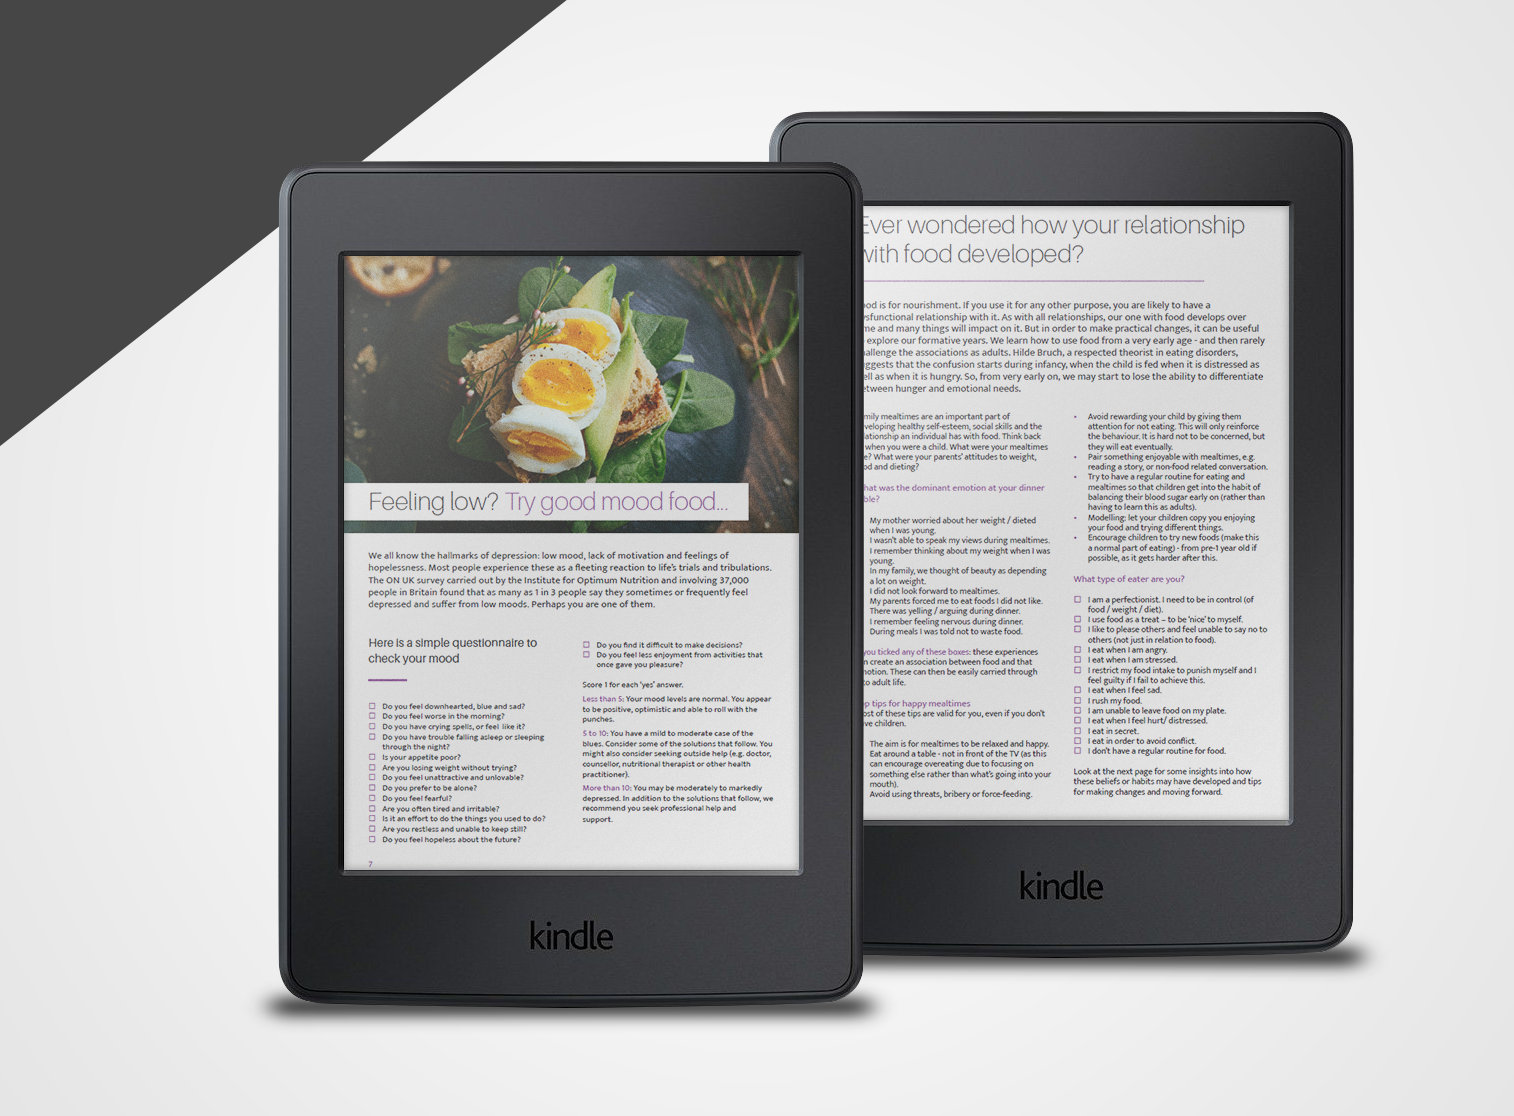 Feeling low? Try good mood food...
We all know the hallmarks of depression: low mood, lack of motivation and feelings of
hopelessness. Most people experience these as a fleeting reaction to life's trials and tribulations.
The ON UK survey carried out by the Institute for Optimum Nutrition and involving 37,000
people in Britain found that as many as 1 in 3 people say they sometimes or frequently feel
depressed and suffer from low moods. Perhaps you are one of them.
Here is a simple questionnaire to
check your mood
Do you feel downhearted, blue and sad?
Do you feel worse in the morning?
Do you have crying spells, or feel like it?
Do you have trouble falling asleep or sleeping
through the night?
Is your appetite poor?
Are you losing weight without trying?
Do you feel unattractive and unlovable?
Do you prefer to be alone?
Do you feel fearful?
Are you often tired and irritable?
Is it an effort to do the things you used to do?
Are you restless and unable to keep still?
Do you feel hopeless about the future?
7
Do you find it difficult to make decisions?
Do you feel less enjoyment from activities that
once gave you pleasure?
Score 1 for each 'yes' answer.
Less than 5: Your mood levels are normal. You appear
to be positive, optimistic and able to roll with the
punches.
5 to 10: You have a mild to moderate case of the
blues. Consider some of the solutions that follow. You
might also consider seeking outside help (e.g. doctor,
counsellor, nutritional therapist or other health
practitioner).
More than 10: You may be moderately to markedly
depressed. In addition to the solutions that follow, we
recommend you seek professional help and
support.
kindle
Ever wondered how your relationship
with food developed?
ood is for nourishment. If you use it for any other purpose, you are likely to have a
ysfunctional relationship with it. As with all relationships, our one with food develops over
me and many things will impact on it. But in order to make practical changes, it can be useful
explore our formative years. We learn how to use food from a very early age - and then rarely
allenge the associations as adults. Hilde Bruch, a respected theorist in eating disorders,
ggests that the confusion starts during infancy, when the child is fed when it is distressed as
ell as when it is hungry. So, from very early on, we may start to lose the ability to differentiate
etween hunger and emotional needs.
mily mealtimes are an important part of
veloping healthy self-esteem, social skills and the
lationship an individual has with food. Think back
when you were a child. What were your mealtimes
e? What were your parents' attitudes to weight,
od and dieting?
hat was the dominant emotion at your dinner
ble?
My mother worried about her weight / dieted
when I was young.
I wasn't able to speak my views during mealtimes.
I remember thinking about my weight when I was
young.
In my family, we thought of beauty as depending
a lot on weight.
I did not look forward to mealtimes.
My parents forced me to eat foods I did not like.
There was yelling / arguing during dinner.
I remember feeling nervous during dinner.
During meals I was told not to waste food.
you ticked any of these boxes: these experiences
n create an association between food and that
motion. These can then be easily carried through
to adult life.
p tips for happy mealtimes
ost of these tips are valid for you, even if you don't
ve children.
The aim is for mealtimes to be relaxed and happy.
Eat around a table - not in front of the TV (as this
can encourage overeating due to focusing on
something else rather than what's going into your
mouth).
Avoid using threats, bribery or force-feeding.
• Avoid rewarding your child by giving them
attention for not eating. This will only reinforce
the behaviour. It is hard not to be concerned, but
they will eat eventually.
• Pair something enjoyable with mealtimes, e.g.
reading a story, or non-food related conversation.
• Try to have a regular routine for eating and
mealtimes so that children get into the habit of
balancing their blood sugar early on (rather than
having to learn this as adults).
• Modelling: let your children copy you enjoying
your food and trying different things.
• Encourage children to try new foods (make this
a normal part of eating) - from pre-1 year old if
possible, as it gets harder after this.
What type of eater are you?
I am a perfectionist. I need to be in control (of
food / weight / diet).
I use food as a treat – to be 'nice' to myself.
I like to please others and feel unable to say no to
others (not just in relation to food).
I eat when I am angry.
I eat when I am stressed.
I restrict my food intake to punish myself and I
feel guilty if I fail to achieve this.
I eat when I feel sad.
I rush my food.
I am unable to leave food on my plate.
I eat when I feel hurt/ distressed.
I eat in secret.
I eat in order to avoid conflict.
I don't have a regular routine for food.
Look at the next page for some insights into how
these beliefs or habits may have developed and tips
for making changes and moving forward.
kindle